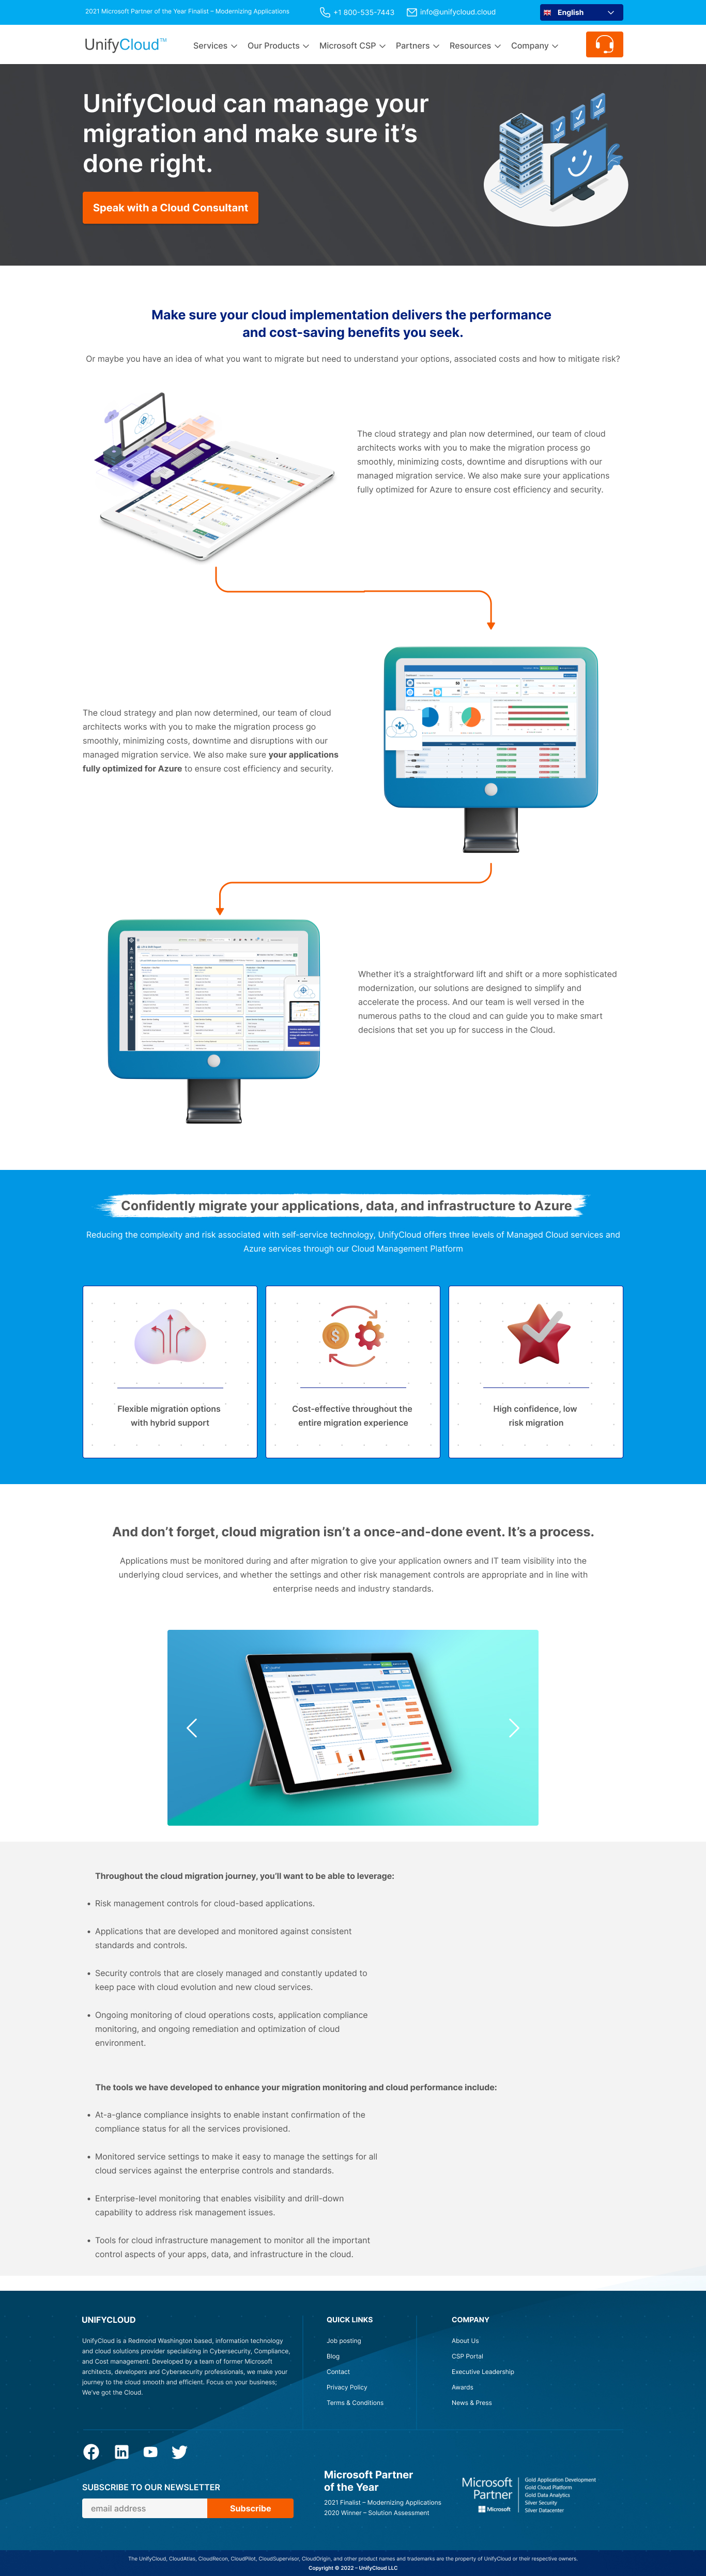 2021 Microsoft Partner of the Year Finalist – Modernizing Applications
+1 800-535-7443
info@unifycloud.cloud
English
UnifyCloud™
Services
Our Products
Microsoft CSP
Partners
Resources
Company
UnifyCloud can manage your
migration and make sure it’s
done right.
Speak with a Cloud Consultant
Make sure your cloud implementation delivers the performance
and cost-saving benefits you seek.
Or maybe you have an idea of what you want to migrate but need to understand your options, associated costs and how to mitigate risk?
The cloud strategy and plan now determined, our team of cloud
architects works with you to make the migration process go
smoothly, minimizing costs, downtime and disruptions with our
managed migration service. We also make sure your applications
fully optimized for Azure to ensure cost efficiency and security.
The cloud strategy and plan now determined, our team of cloud
architects works with you to make the migration process go
smoothly, minimizing costs, downtime and disruptions with our
managed migration service. We also make sure your applications
fully optimized for Azure to ensure cost efficiency and security.
Whether it’s a straightforward lift and shift or a more sophisticated
modernization, our solutions are designed to simplify and
accelerate the process. And our team is well versed in the
numerous paths to the cloud and can guide you to make smart
decisions that set you up for success in the Cloud.
Confidently migrate your applications, data, and infrastructure to Azure
Reducing the complexity and risk associated with self-service technology, UnifyCloud offers three levels of Managed Cloud services and
Azure services through our Cloud Management Platform
Flexible migration options
with hybrid support
Cost-effective throughout the
entire migration experience
High confidence, low
risk migration
And don’t forget, cloud migration isn’t a once-and-done event. It’s a process.
Applications must be monitored during and after migration to give your application owners and IT team visibility into the
underlying cloud services, and whether the settings and other risk management controls are appropriate and in line with
enterprise needs and industry standards.
Throughout the cloud migration journey, you’ll want to be able to leverage:
• Risk management controls for cloud-based applications.
• Applications that are developed and monitored against consistent
standards and controls.
• Security controls that are closely managed and constantly updated to
keep pace with cloud evolution and new cloud services.
• Ongoing monitoring of cloud operations costs, application compliance
monitoring, and ongoing remediation and optimization of cloud
environment.
The tools we have developed to enhance your migration monitoring and cloud performance include:
• At-a-glance compliance insights to enable instant confirmation of the
compliance status for all the services provisioned.
• Monitored service settings to make it easy to manage the settings for all
cloud services against the enterprise controls and standards.
• Enterprise-level monitoring that enables visibility and drill-down
capability to address risk management issues.
• Tools for cloud infrastructure management to monitor all the important
control aspects of your apps, data, and infrastructure in the cloud.
UNIFYCLOUD
UnifyCloud is a Redmond Washington based, information technology
and cloud solutions provider specializing in Cybersecurity, Compliance,
and Cost management. Developed by a team of former Microsoft
architects, developers and Cybersecurity professionals, we make your
journey to the cloud smooth and efficient. Focus on your business;
We’ve got the Cloud.
QUICK LINKS
Job posting
Blog
Contact
Privacy Policy
Terms & Conditions
COMPANY
About Us
CSP Portal
Executive Leadership
Awards
News & Press
SUBSCRIBE TO OUR NEWSLETTER
email address
Subscribe
Microsoft Partner
of the Year
2021 Finalist – Modernizing Applications
2020 Winner – Solution Assessment
Microsoft
Partner
Microsoft
Gold Application Development
Gold Cloud Platform
Gold Data Analytics
Silver Security
Silver Datacenter
The UnifyCloud, CloudAtlas, CloudRecon, CloudPilot, CloudSupervisor, CloudOrigin, and other product names and trademarks are the property of UnifyCloud or their respective owners.
Copyright © 2022 – UnifyCloud LLC